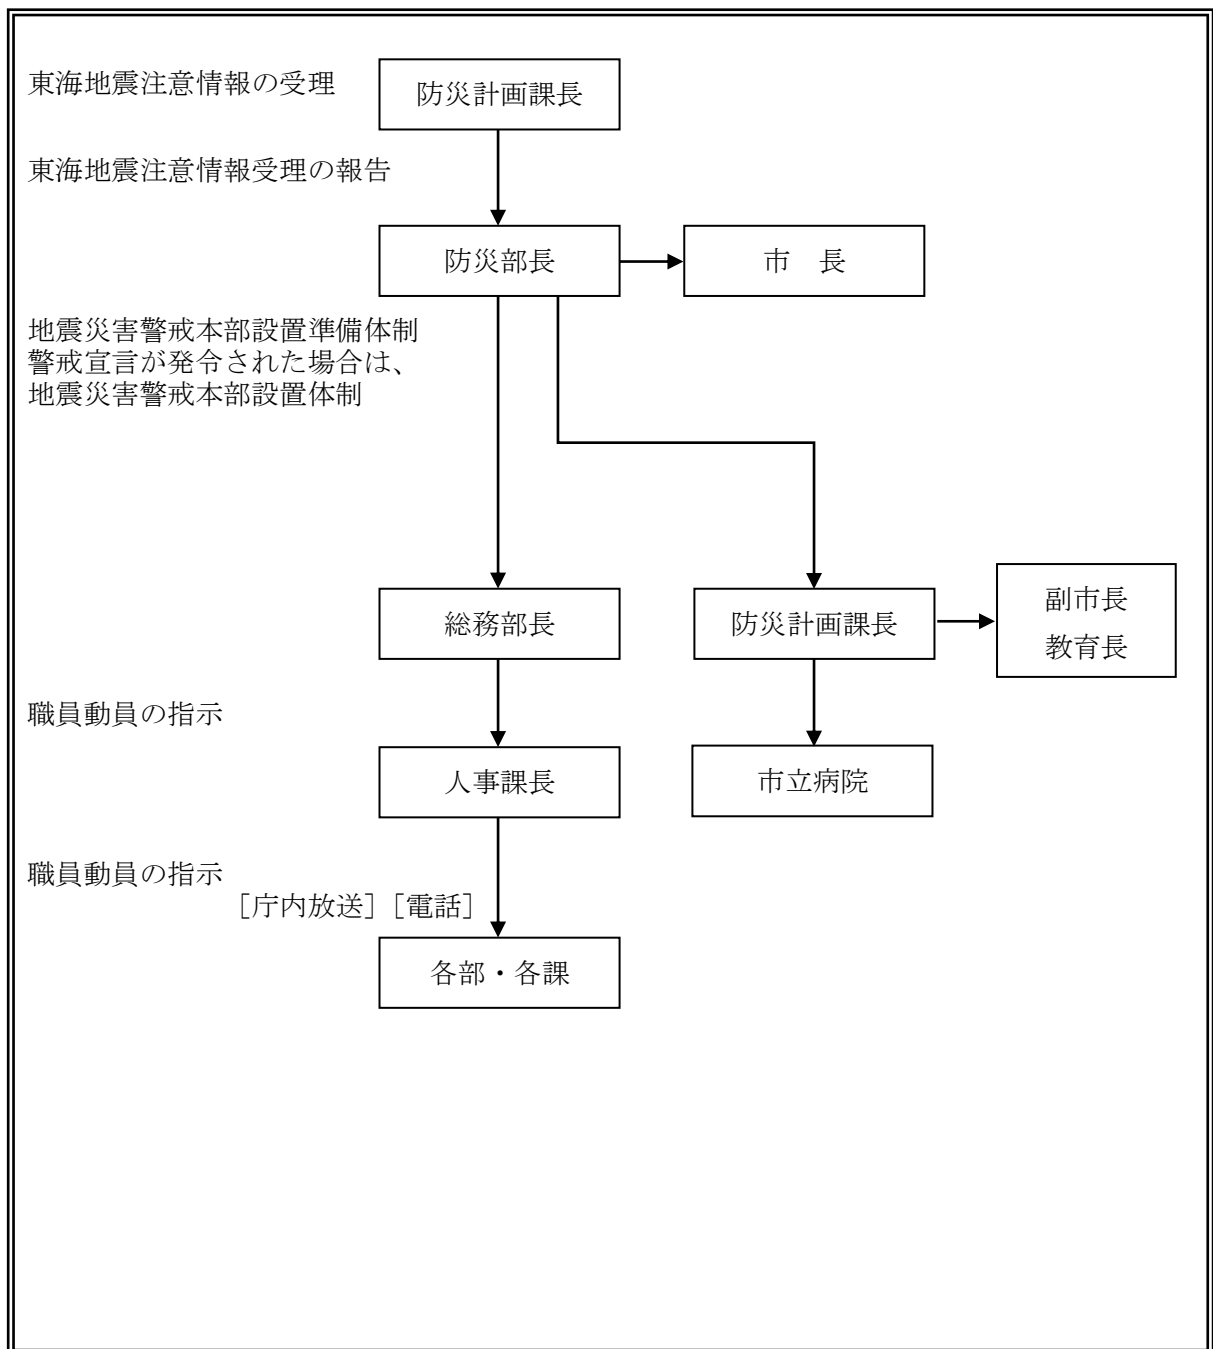 東海地震注意情報の受理
防災計画課長
東海地震注意情報受理の報告
防災部長
市　長
地震災害警戒本部設置準備体制
警戒宣言が発令された場合は、
地震災害警戒本部設置体制
総務部長
防災計画課長
副市長
教育長
職員動員の指示
人事課長
市立病院
職員動員の指示
［庁内放送］［電話］
各部・各課